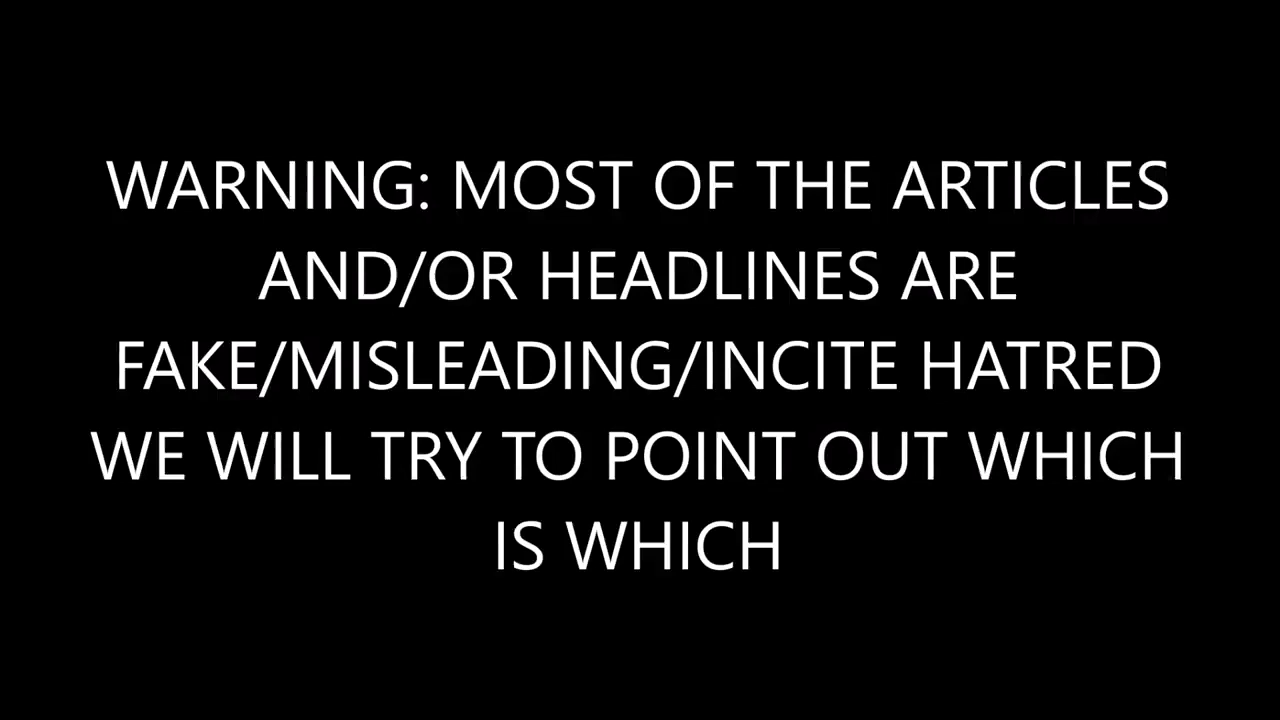 WARNING: MOST OF THE ARTICLES
AND/OR HEADLINES ARE
FAKE/MISLEADING/INCITE HATRED
WE WILL TRY TO POINT OUT WHICH
IS WHICH